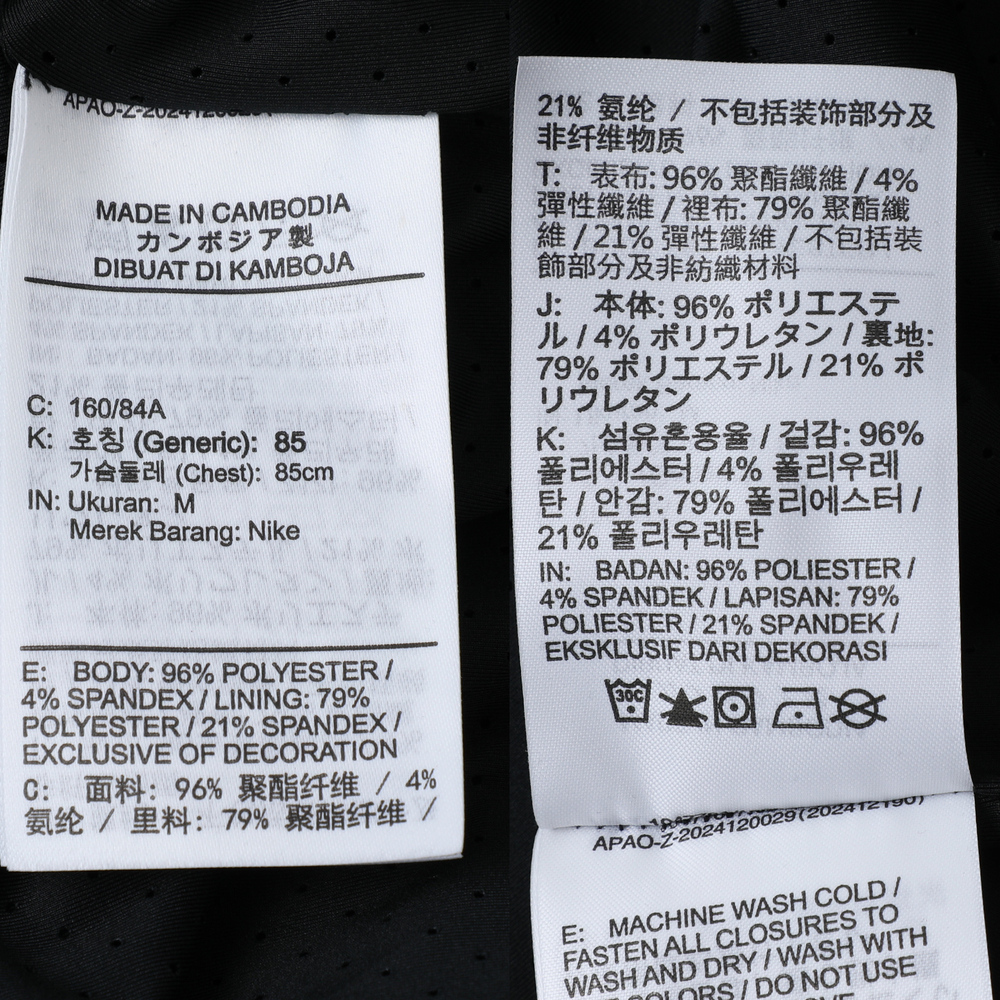 MADE IN CAMBODIA
カンボジア製
DIBUAT DI KAMBOJA
C: 160/84A
K: 호칭 (Generic): 85
가슴둘레 (Chest): 85cm
IN: Ukuran: M
Merek Barang: Nike
E: BODY: 96% POLYESTER /
4% SPANDEX / LINING: 79%
POLYESTER / 21% SPANDEX /
EXCLUSIVE OF DECORATION
C: 面料: 96% 聚酯纤维 / 4%
氨纶 / 里料: 79% 聚酯纤维 /
21% 氨纶 / 不包括装饰部分及
非纤维物质
T: 表布: 96% 聚酯纖維 / 4%
彈性纖維 / 裡布: 79% 聚酯纖
維 / 21% 彈性纖維 / 不包括裝
飾部分及非紡織材料
J: 本体: 96% ポリエステ
ル / 4% ポリウレタン / 裏地:
79% ポリエステル / 21% ポ
リウレタン
K: 섬유혼용율 / 겉감: 96%
폴리에스터 / 4% 폴리우레
탄 / 안감: 79% 폴리에스터 /
21% 폴리우레탄
IN: BADAN: 96% POLIESTER /
4% SPANDEK / LAPISAN: 79%
POLIESTER / 21% SPANDEK /
EKSKLUSIF DARI DEKORASI
30C
APAO-Z-2024120029(202412190)
E: MACHINE WASH COLD /
FASTEN ALL CLOSURES TO
WASH AND DRY / WASH WITH
COLORS / DO NOT USE